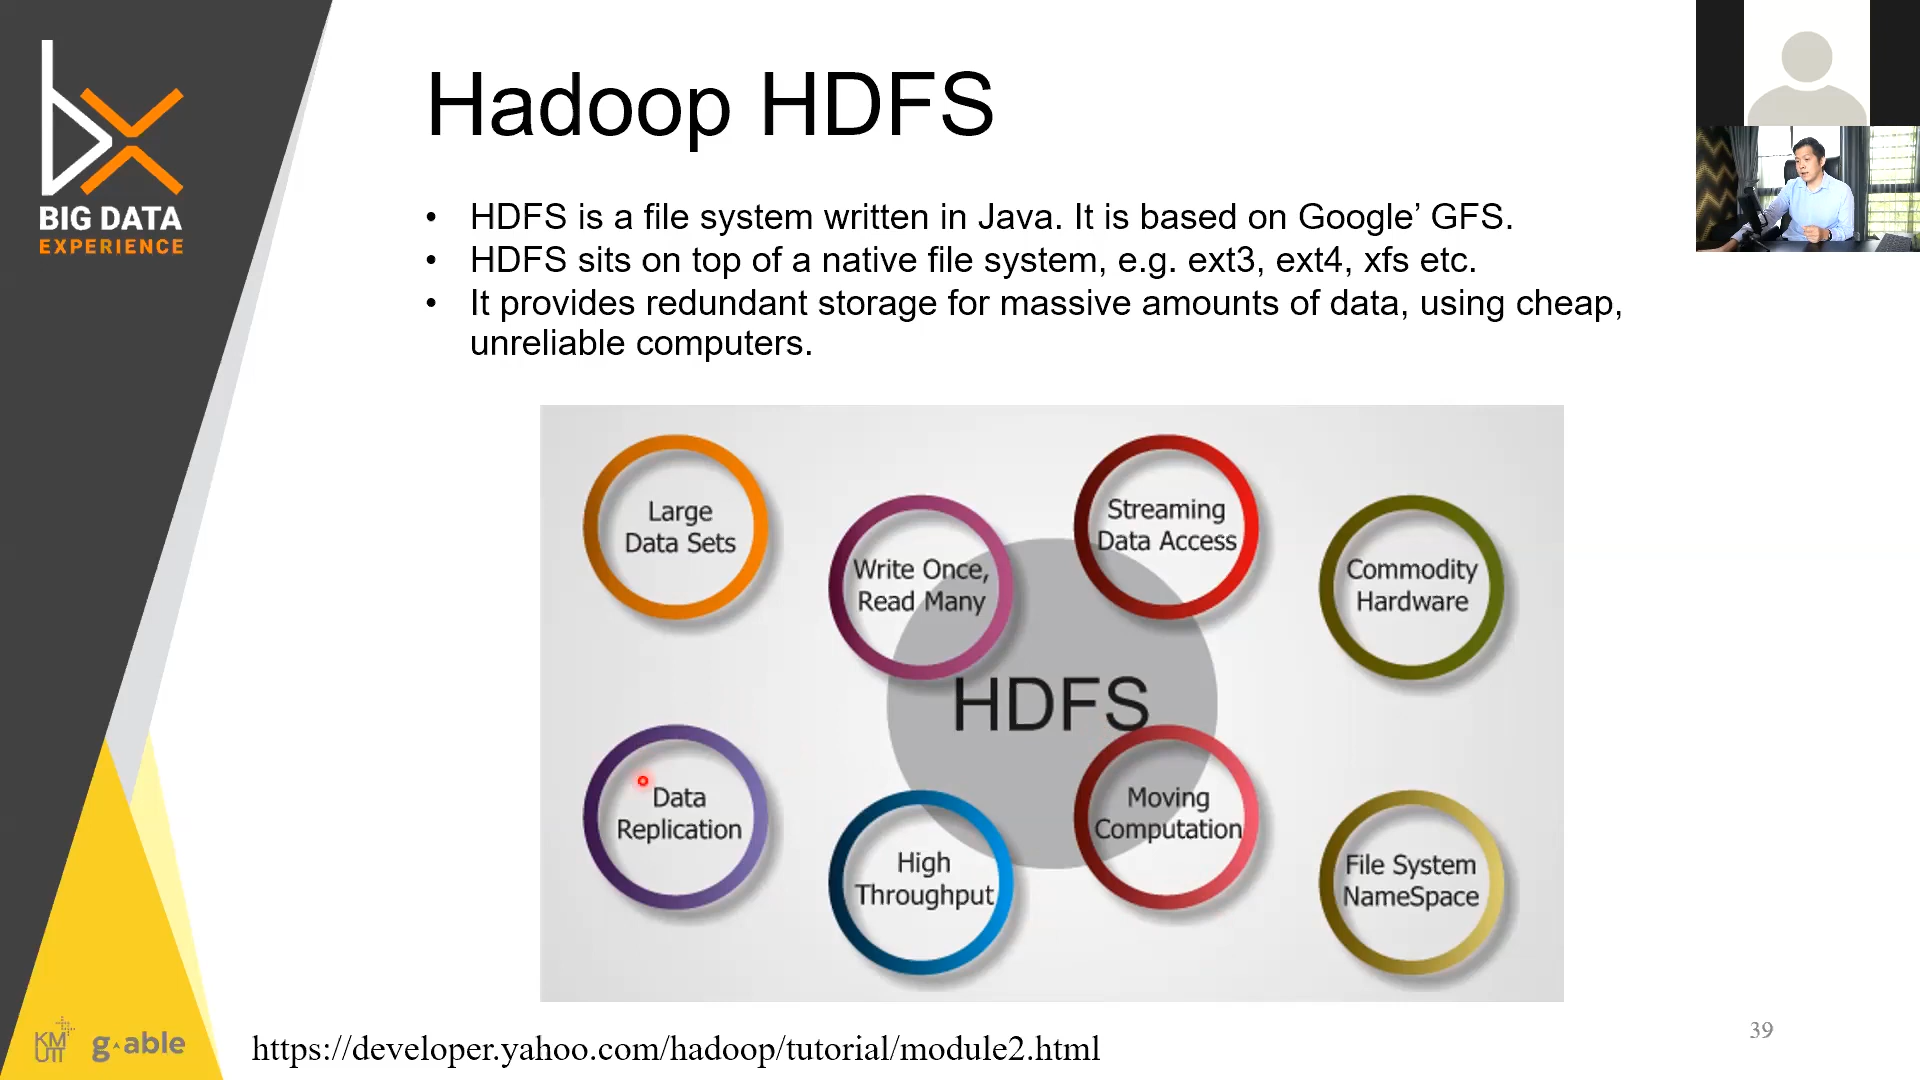 BIG DATA
EXPERIENCE
Hadoop HDFS
• HDFS is a file system written in Java. It is based on Google’ GFS.
• HDFS sits on top of a native file system, e.g. ext3, ext4, xfs etc.
• It provides redundant storage for massive amounts of data, using cheap,
unreliable computers.
Large
Data Sets
Write Once,
Read Many
Streaming
Data Access
Commodity
Hardware
HDFS
Data
Replication
High
Throughput
Moving
Computation
File System
NameSpace
KM
UTT
g-able
https://developer.yahoo.com/hadoop/tutorial/module2.html
39